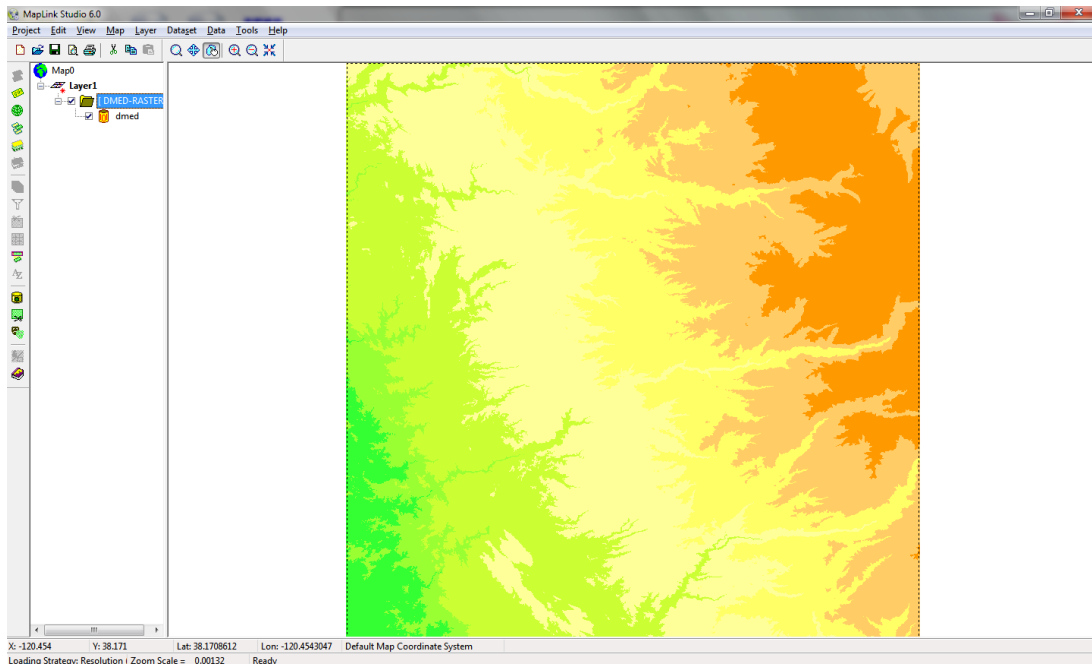 MapLink Studio 6.0
Project Edit View Map Layer Dataset Data Tools Help
Map0
Layer1
[ DMED-RASTER
dmed
X: -120.454 Y: 38.171 Lat: 38.1708612 Lon: -120.4543047 Default Map Coordinate System
Loading Strategy: Resolution | Zoom Scale = 0.00132 Ready